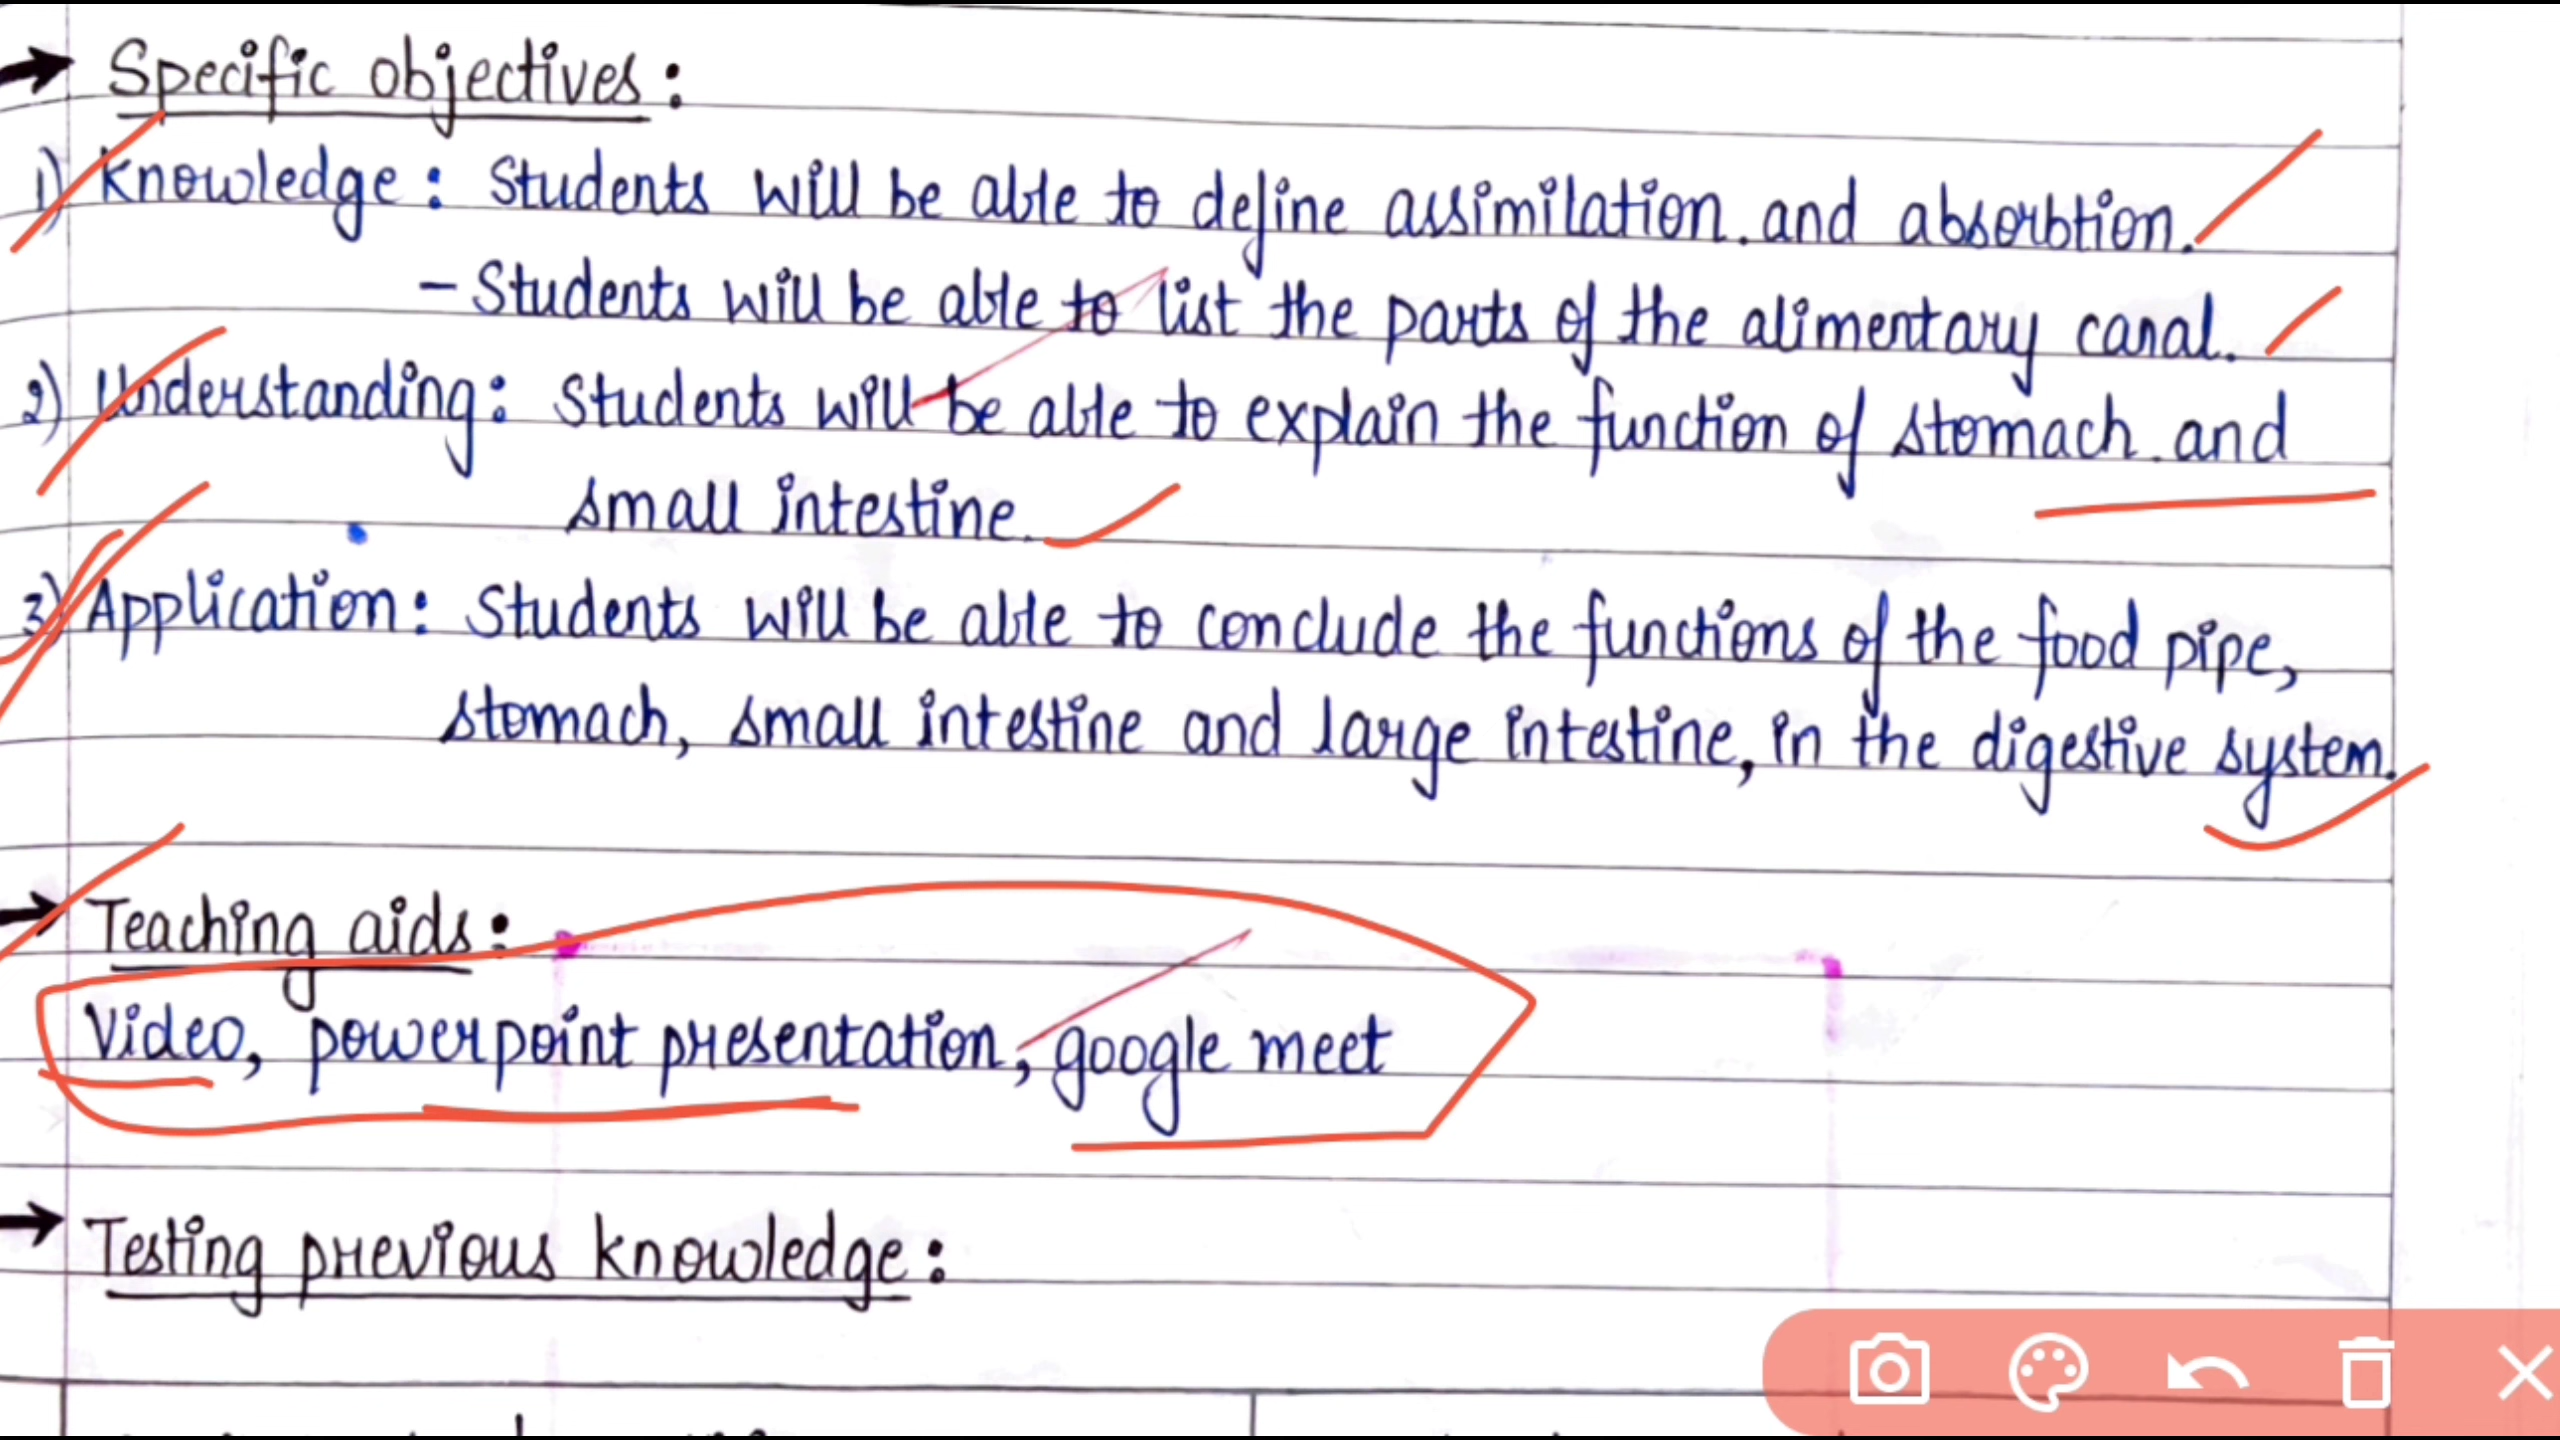 → Specific objectives:
1) Knowledge: Students will be able to define assimilation. and absorbtion.
- Students will be able to list the parts of the alimentary canal.
2) Understanding: Students will be able to explain the function of stomach. and
small intestine.
3) Application: Students will be able to conclude the functions of the food pipe,
stomach, small intestine and large intestine, in the digestive system.
→ Teaching aids:
Video, powerpoint presentation, google meet
→ Testing previous knowledge: